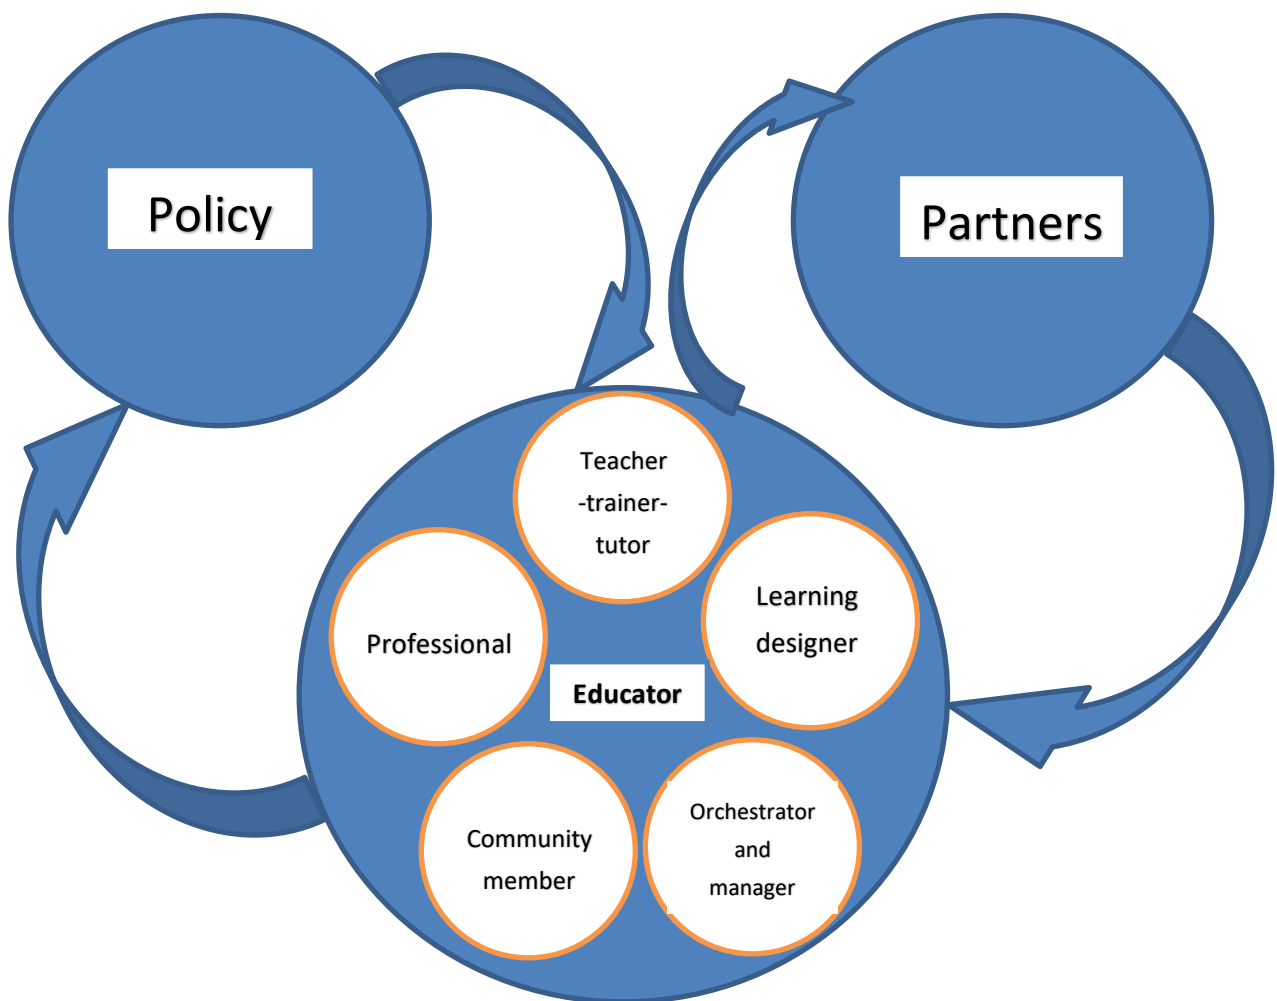 Policy
Partners
Teacher
-trainer-
tutor
Learning
designer
Professional
Educator
Orchestrator
and
manager
Community
member